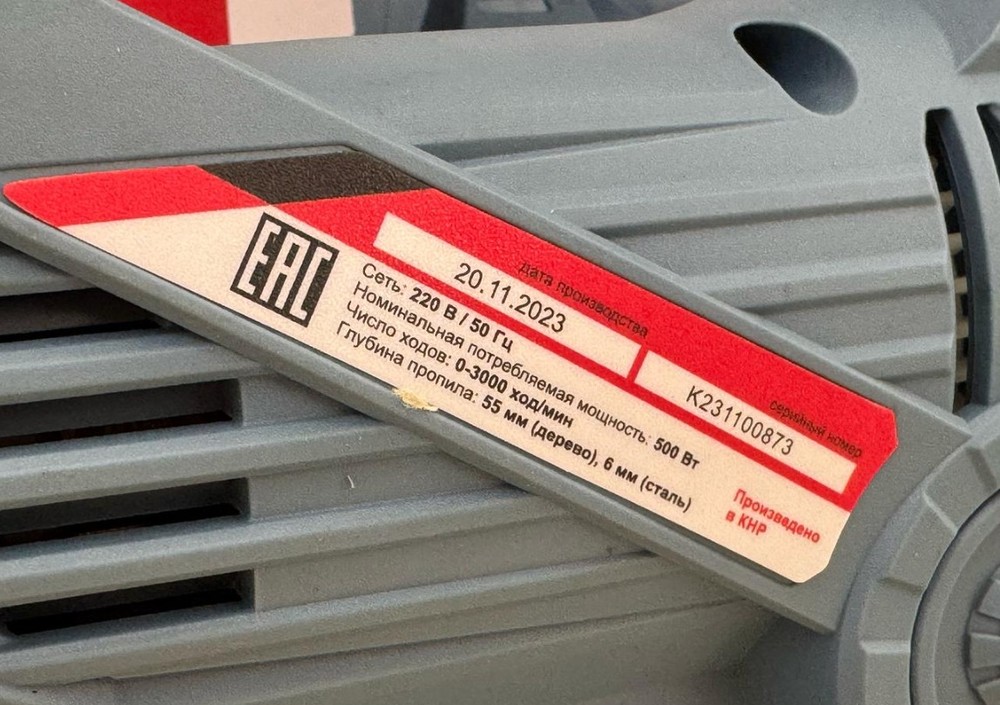 EAC
дата производства
20.11.2023
серийный номер
K231100873
Сеть: 220 В / 50 Гц
Номинальная потребляемая мощность: 500 Вт
Число ходов: 0-3000 ход/мин
Глубина пропила: 55 мм (дерево), 6 мм (сталь)
Произведено
в КНР